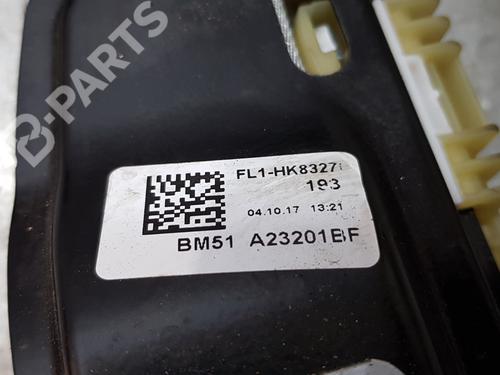 B-PARTS
FL1-HK8327
193
04.10.17 13:21
BM51 A23201BF